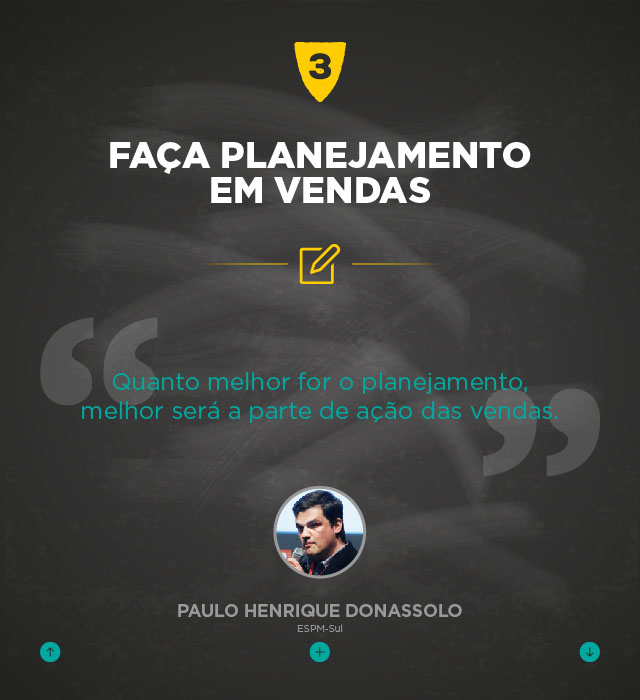 3
FAÇA PLANEJAMENTO
EM VENDAS
“Quanto melhor for o planejamento,
melhor será a parte de ação das vendas.”
PAULO HENRIQUE DONASSOLO
ESPM-Sul